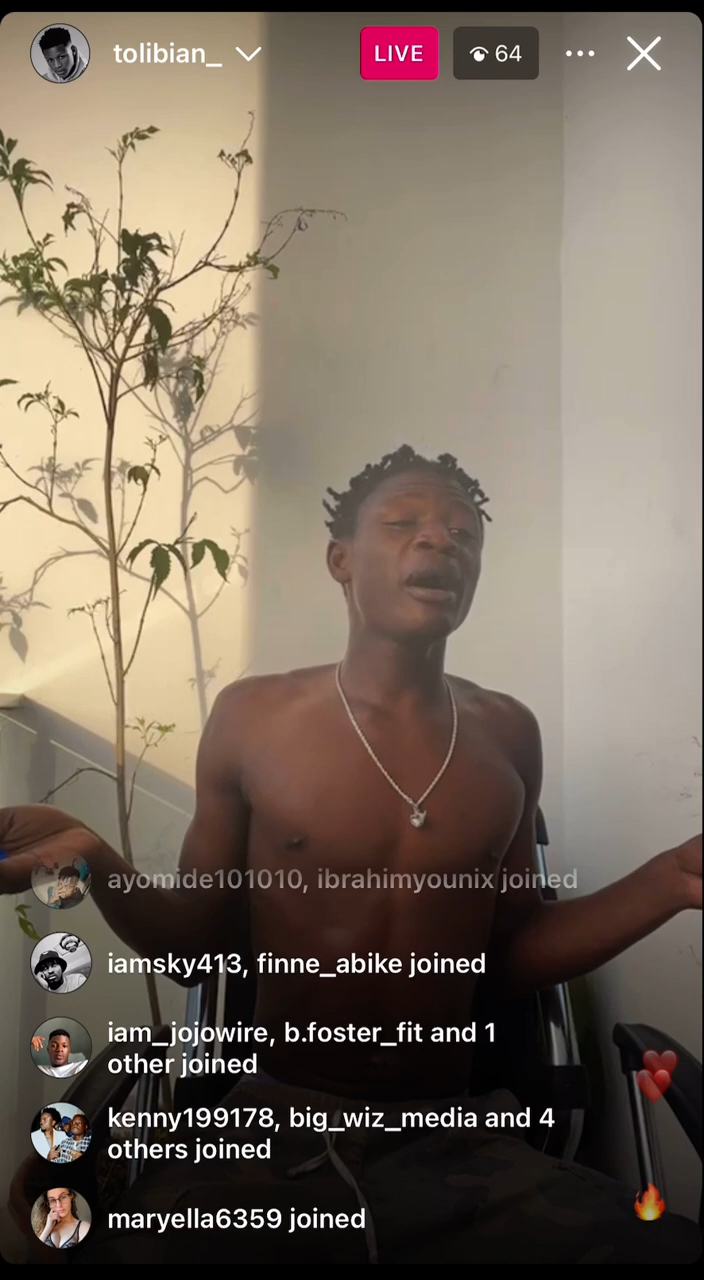 tolibian_
LIVE
64
ayomide101010, ibrahimyounix joined
iamsky413, finne_abike joined
iam_jojowire, b.foster_fit and 1
other joined
kenny199178, big_wiz_media and 4
others joined
maryella6359 joined